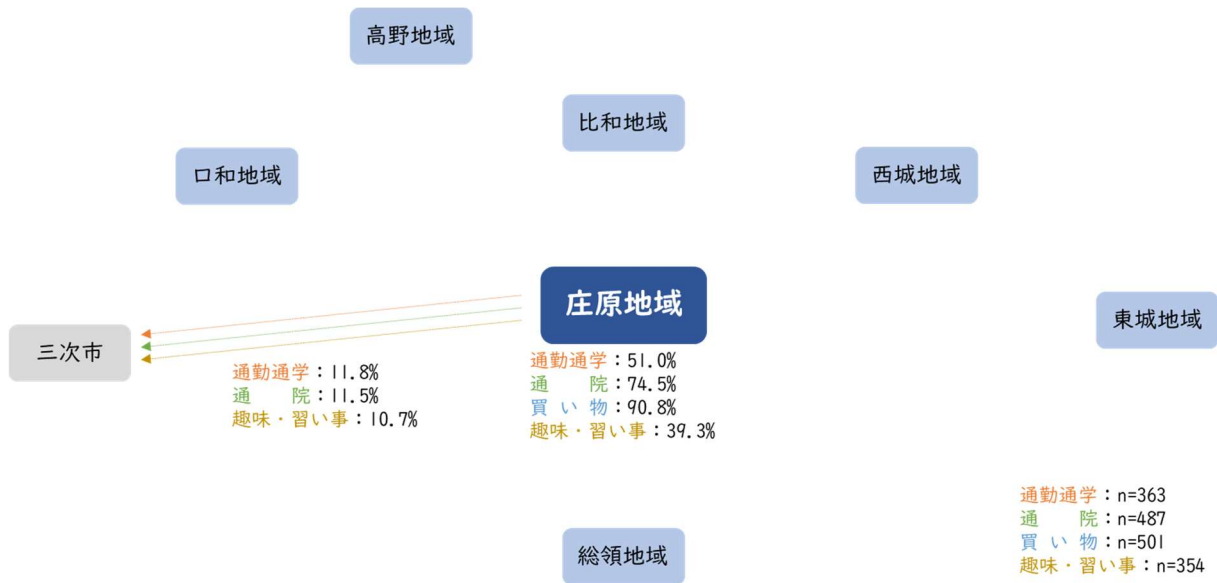 高野地域
比和地域
口和地域
西城地域
庄原地域
東城地域
三次市
通勤通学：11.8%
通　　院：11.5%
趣味・習い事：10.7%
通勤通学：51.0%
通　　院：74.5%
買 い 物：90.8%
趣味・習い事：39.3%
総領地域
通勤通学：n=363
通　　院：n=487
買 い 物：n=501
趣味・習い事：n=354